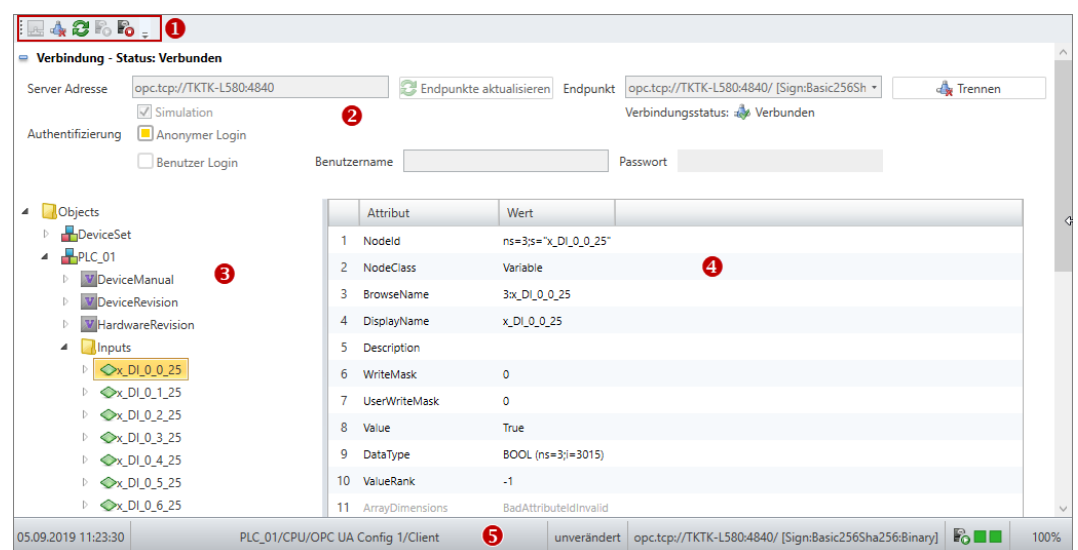 1
Verbindung - Status: Verbunden
Server Adresse opc.tcp://TKTK-L580:4840 Endpunkte aktualisieren Endpunkt opc.tcp://TKTK-L580:4840/ [Sign:Basic256Sh Trennen
Simulation 2 Verbindungsstatus: Verbunden
Authentifizierung Anonymer Login
Benutzer Login Benutzername Passwort
Objects
DeviceSet
PLC_01
V DeviceManual 3
V DeviceRevision
V HardwareRevision
Inputs
x_DI_0_0_25
x_DI_0_1_25
x_DI_0_2_25
x_DI_0_3_25
x_DI_0_4_25
x_DI_0_5_25
x_DI_0_6_25
Attribut Wert
1 NodeId ns=3;s="x_DI_0_0_25"
2 NodeClass Variable 4
3 BrowseName 3:x_DI_0_0_25
4 DisplayName x_DI_0_0_25
5 Description
6 WriteMask 0
7 UserWriteMask 0
8 Value True
9 DataType BOOL (ns=3;i=3015)
10 ValueRank -1
11 ArrayDimensions BadAttributeIdInvalid
05.09.2019 11:23:30 PLC_01/CPU/OPC UA Config 1/Client 5 unverändert opc.tcp://TKTK-L580:4840/ [Sign:Basic256Sha256:Binary] 100%